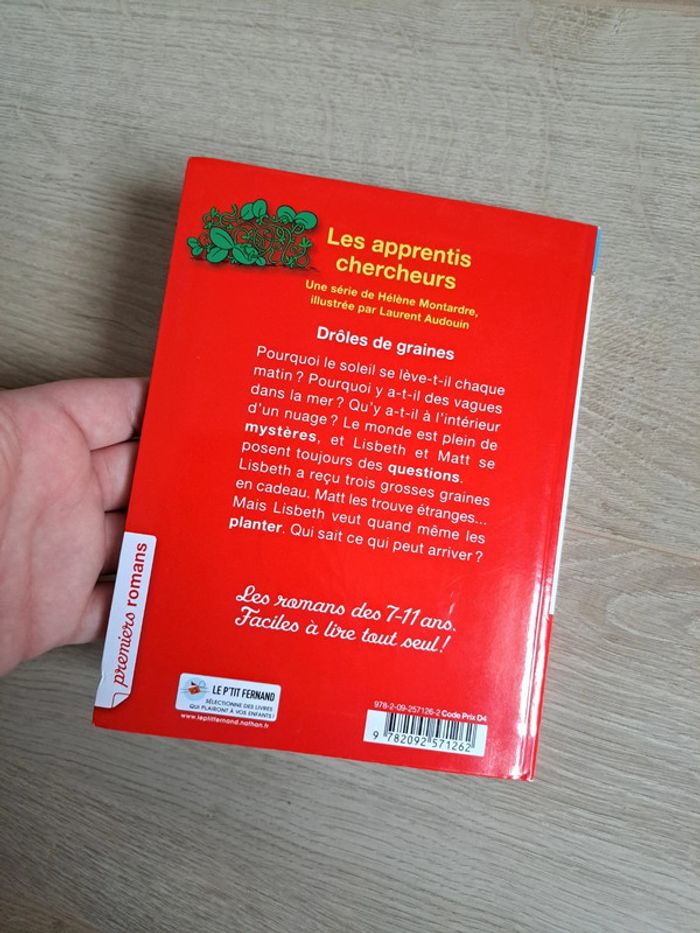 Les apprentis
chercheurs
Une série de Hélène Montardre,
illustrée par Laurent Audouin
Drôles de graines
Pourquoi le soleil se lève-t-il chaque
matin ? Pourquoi y a-t-il des vagues
dans la mer ? Qu'y a-t-il à l'intérieur
d'un nuage ? Le monde est plein de
mystères, et Lisbeth et Matt se
posent toujours des questions.
Lisbeth a reçu trois grosses graines
en cadeau. Matt les trouve étranges...
Mais Lisbeth veut quand même les
planter. Qui sait ce qui peut arriver ?
Les romans des 7-11 ans.
Faciles à lire tout seul !
premiers romans
LE P'TIT FERNAND
SÉLECTIONNE DES LIVRES
QUI PLAIRONT À VOS ENFANTS !
www.leptitfernand.nathan.fr
978-2-09-257126-2 Code Prix D4
9 782092 571262